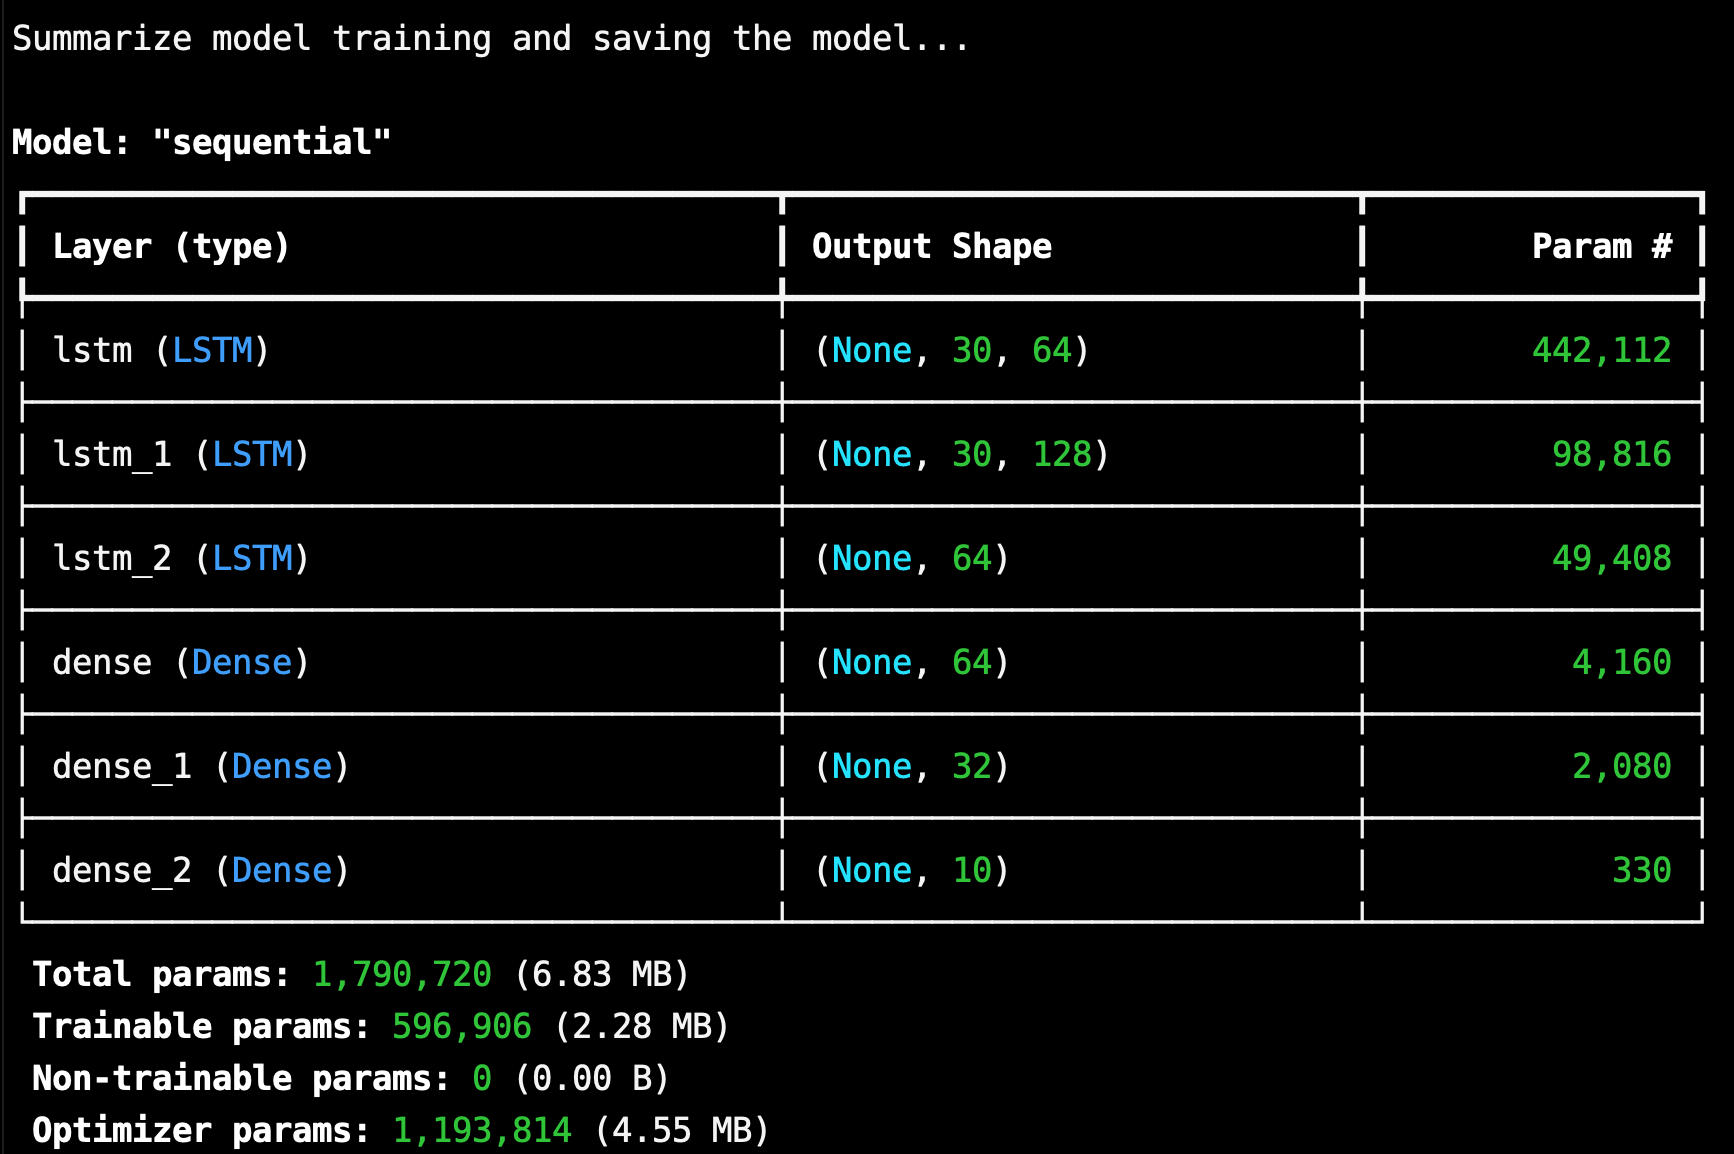 Summarize model training and saving the model...
Model: "sequential"
Layer (type) Output Shape Param #
lstm (LSTM) (None, 30, 64) 442,112
lstm_1 (LSTM) (None, 30, 128) 98,816
lstm_2 (LSTM) (None, 64) 49,408
dense (Dense) (None, 64) 4,160
dense_1 (Dense) (None, 32) 2,080
dense_2 (Dense) (None, 10) 330
Total params: 1,790,720 (6.83 MB)
Trainable params: 596,906 (2.28 MB)
Non-trainable params: 0 (0.00 B)
Optimizer params: 1,193,814 (4.55 MB)